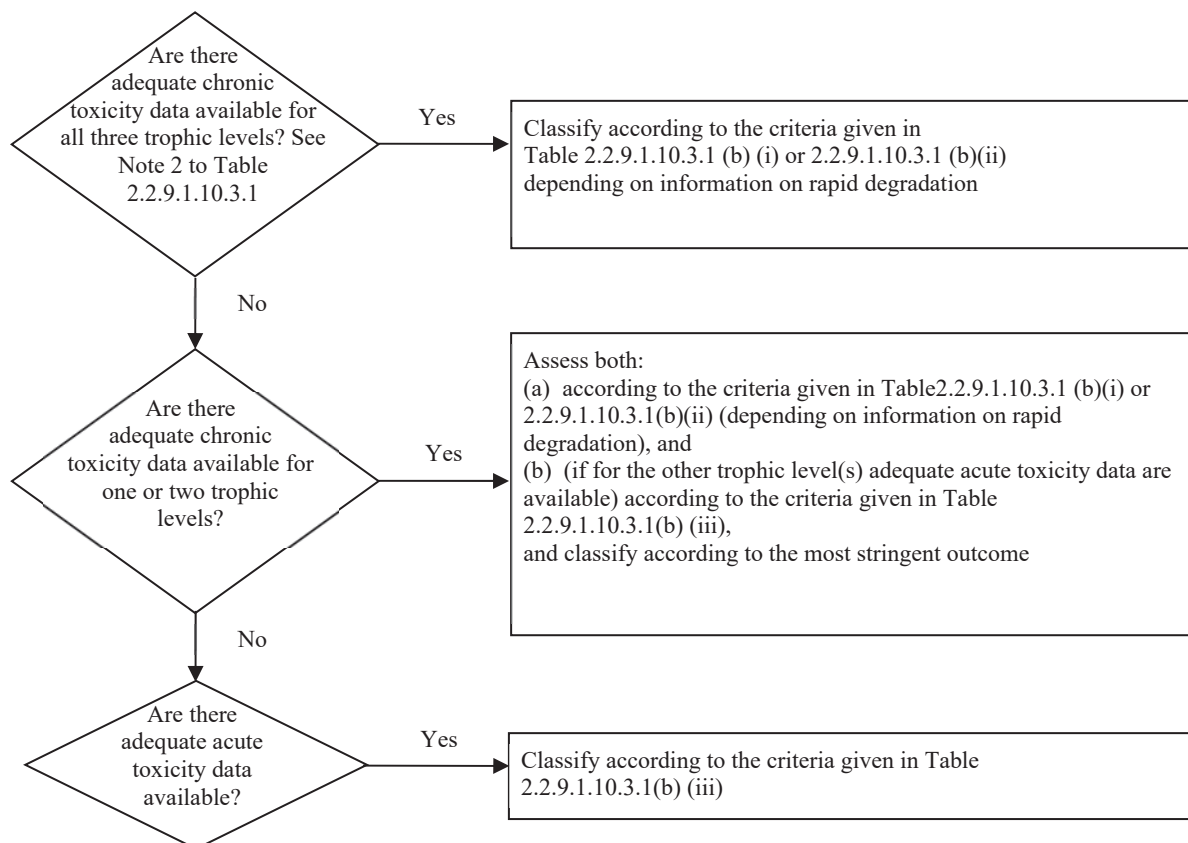 Are there
adequate chronic
toxicity data available for
all three trophic levels? See
Note 2 to Table
2.2.9.1.10.3.1
Yes
Classify according to the criteria given in
Table 2.2.9.1.10.3.1 (b) (i) or 2.2.9.1.10.3.1 (b)(ii)
depending on information on rapid degradation
No
Are there
adequate chronic
toxicity data available for
one or two trophic
levels?
Yes
Assess both:
(a) according to the criteria given in Table2.2.9.1.10.3.1 (b)(i) or
2.2.9.1.10.3.1(b)(ii) (depending on information on rapid
degradation), and
(b) (if for the other trophic level(s) adequate acute toxicity data are
available) according to the criteria given in Table
2.2.9.1.10.3.1(b) (iii),
and classify according to the most stringent outcome
No
Are there
adequate acute
toxicity data
available?
Yes
Classify according to the criteria given in Table
2.2.9.1.10.3.1(b) (iii)